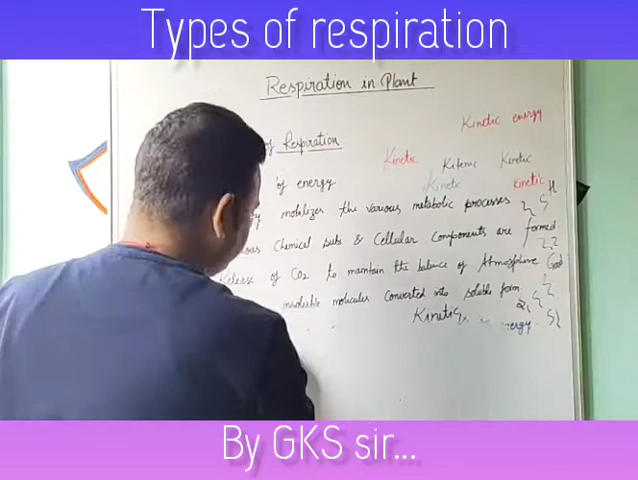 Types of respiration
Respiration in Plant
Kinetic energy
of Respiration
Kinetic Kinetic
of energy Kinetic Kinetic
mobilizes the various metabolic processes
Chemical subs & Cellular Components are formed.
Release of CO2 to maintain the balance of Atmosphere
insoluble molicules Converted into soluble form
Kinetic
By GKS sir...